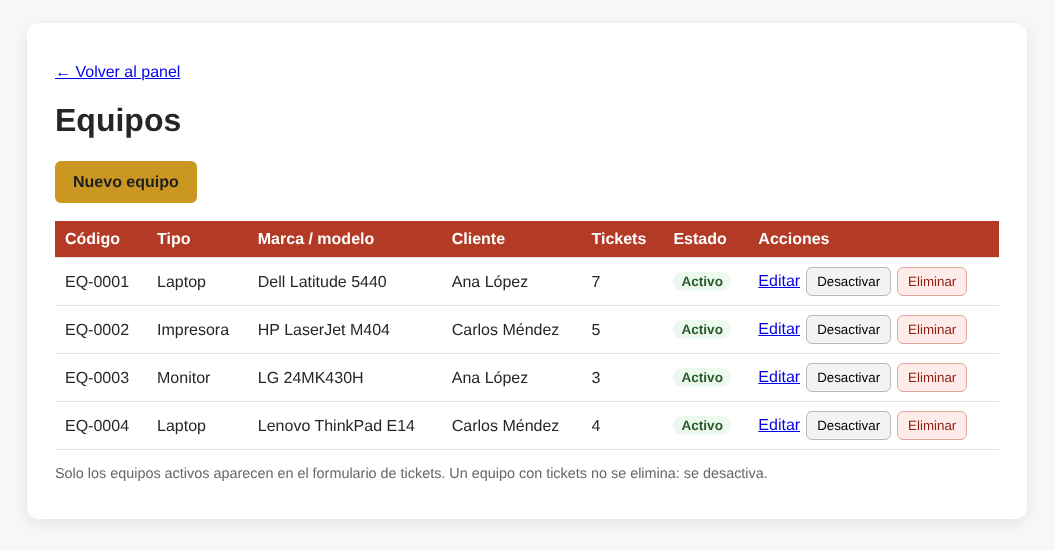 ← Volver al panel
Equipos
Nuevo equipo
Código Tipo Marca / modelo Cliente Tickets Estado Acciones
EQ-0001 Laptop Dell Latitude 5440 Ana López 7 Activo Editar Desactivar Eliminar
EQ-0002 Impresora HP LaserJet M404 Carlos Méndez 5 Activo Editar Desactivar Eliminar
EQ-0003 Monitor LG 24MK430H Ana López 3 Activo Editar Desactivar Eliminar
EQ-0004 Laptop Lenovo ThinkPad E14 Carlos Méndez 4 Activo Editar Desactivar Eliminar
Solo los equipos activos aparecen en el formulario de tickets. Un equipo con tickets no se elimina: se desactiva.